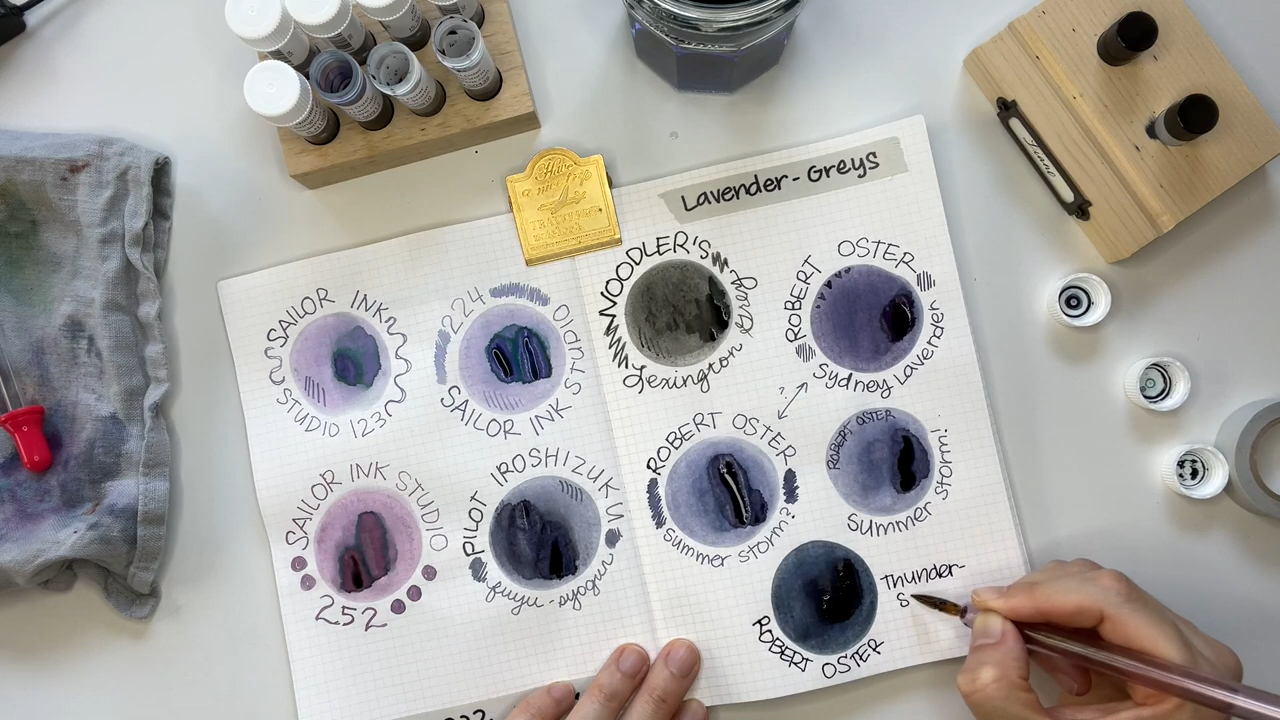 SAILOR INK
STUDIO 123
224
SAILOR INK STUDIO
SAILOR INK STUDIO
252
PILOT IROSHIZUKU
fuyu-syogun
Lavender-Greys
NOODLER'S
Lexington Gray
ROBERT OSTER
Sydney Lavender
ROBERT OSTER
summer storm?
?
ROBERT OSTER
summer storm!
ROBERT OSTER
Thunder-
S